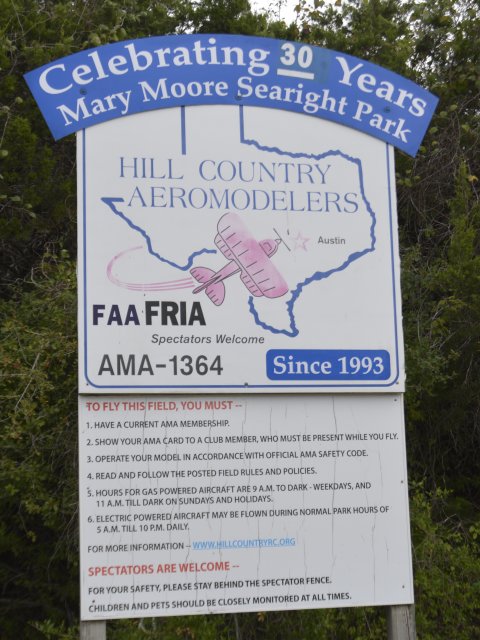 Celebrating 30 Years
Mary Moore Searight Park
HILL COUNTRY
AEROMODELERS
Austin
FAA FRIA
Spectators Welcome
AMA-1364
Since 1993
TO FLY THIS FIELD, YOU MUST --
1. HAVE A CURRENT AMA MEMBERSHIP.
2. SHOW YOUR AMA CARD TO A CLUB MEMBER, WHO MUST BE PRESENT WHILE YOU FLY.
3. OPERATE YOUR MODEL IN ACCORDANCE WITH OFFICIAL AMA SAFETY CODE.
4. READ AND FOLLOW THE POSTED FIELD RULES AND POLICIES.
5. HOURS FOR GAS POWERED AIRCRAFT ARE 9 A.M. TO DARK - WEEKDAYS, AND
11 A.M. TILL DARK ON SUNDAYS AND HOLIDAYS.
6. ELECTRIC POWERED AIRCRAFT MAY BE FLOWN DURING NORMAL PARK HOURS OF
5 A.M. TILL 10 P.M. DAILY.
FOR MORE INFORMATION -- WWW.HILLCOUNTRYRC.ORG
SPECTATORS ARE WELCOME --
FOR YOUR SAFETY, PLEASE STAY BEHIND THE SPECTATOR FENCE.
CHILDREN AND PETS SHOULD BE CLOSELY MONITORED AT ALL TIMES.